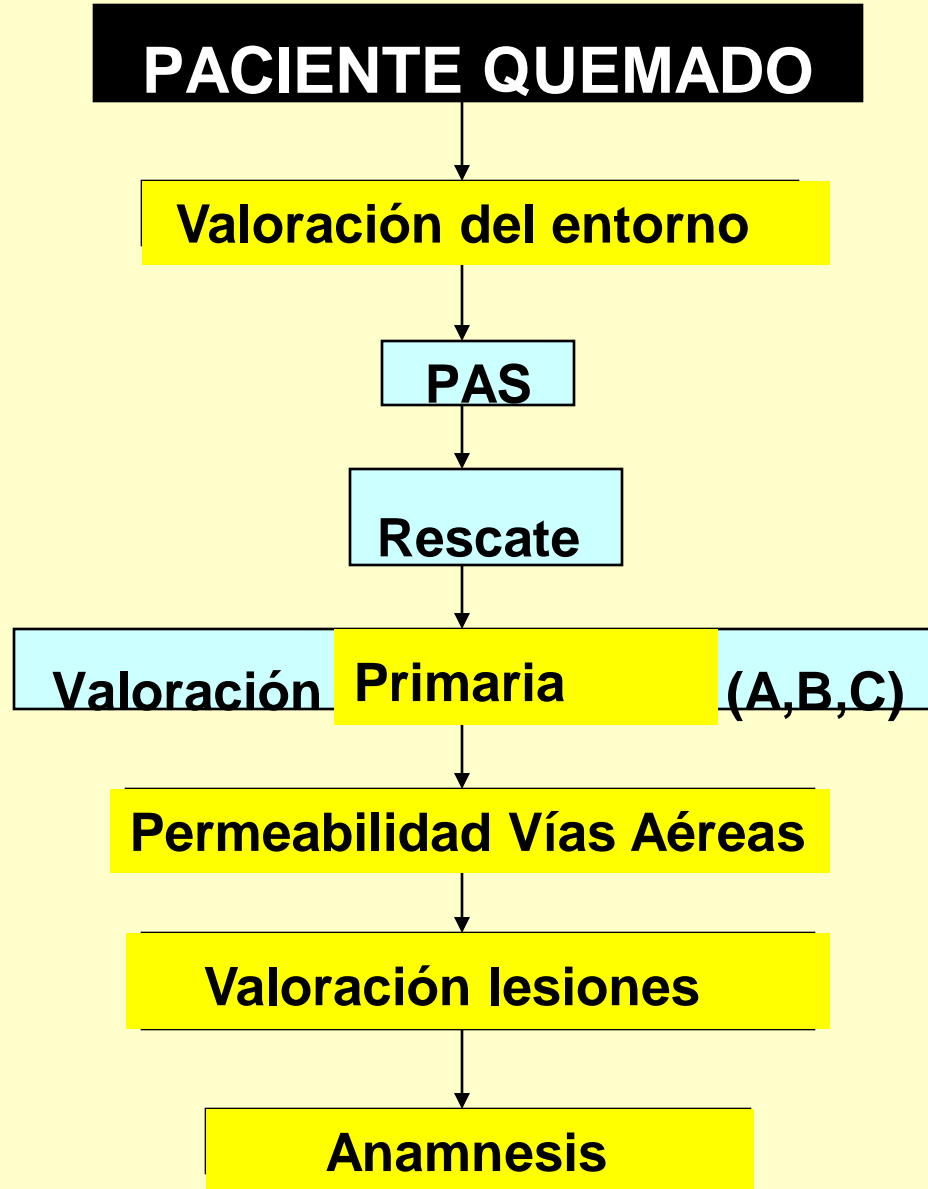 PACIENTE QUEMADO
Valoración del entorno
PAS
Rescate
Valoración Primaria (A,B,C)
Permeabilidad Vías Aéreas
Valoración lesiones
Anamnesis